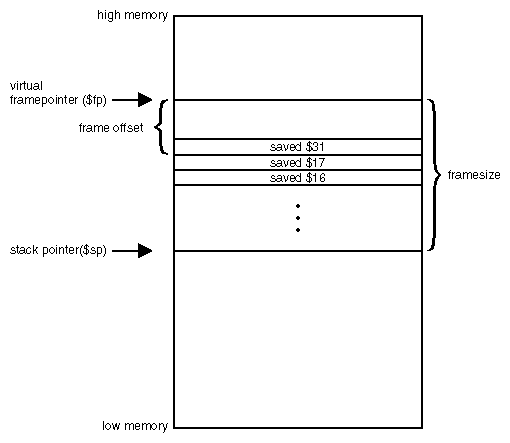 high memory
virtual
framepointer ($fp)
frame offset
saved $31
saved $17
saved $16
framesize
stack pointer($sp)
low memory